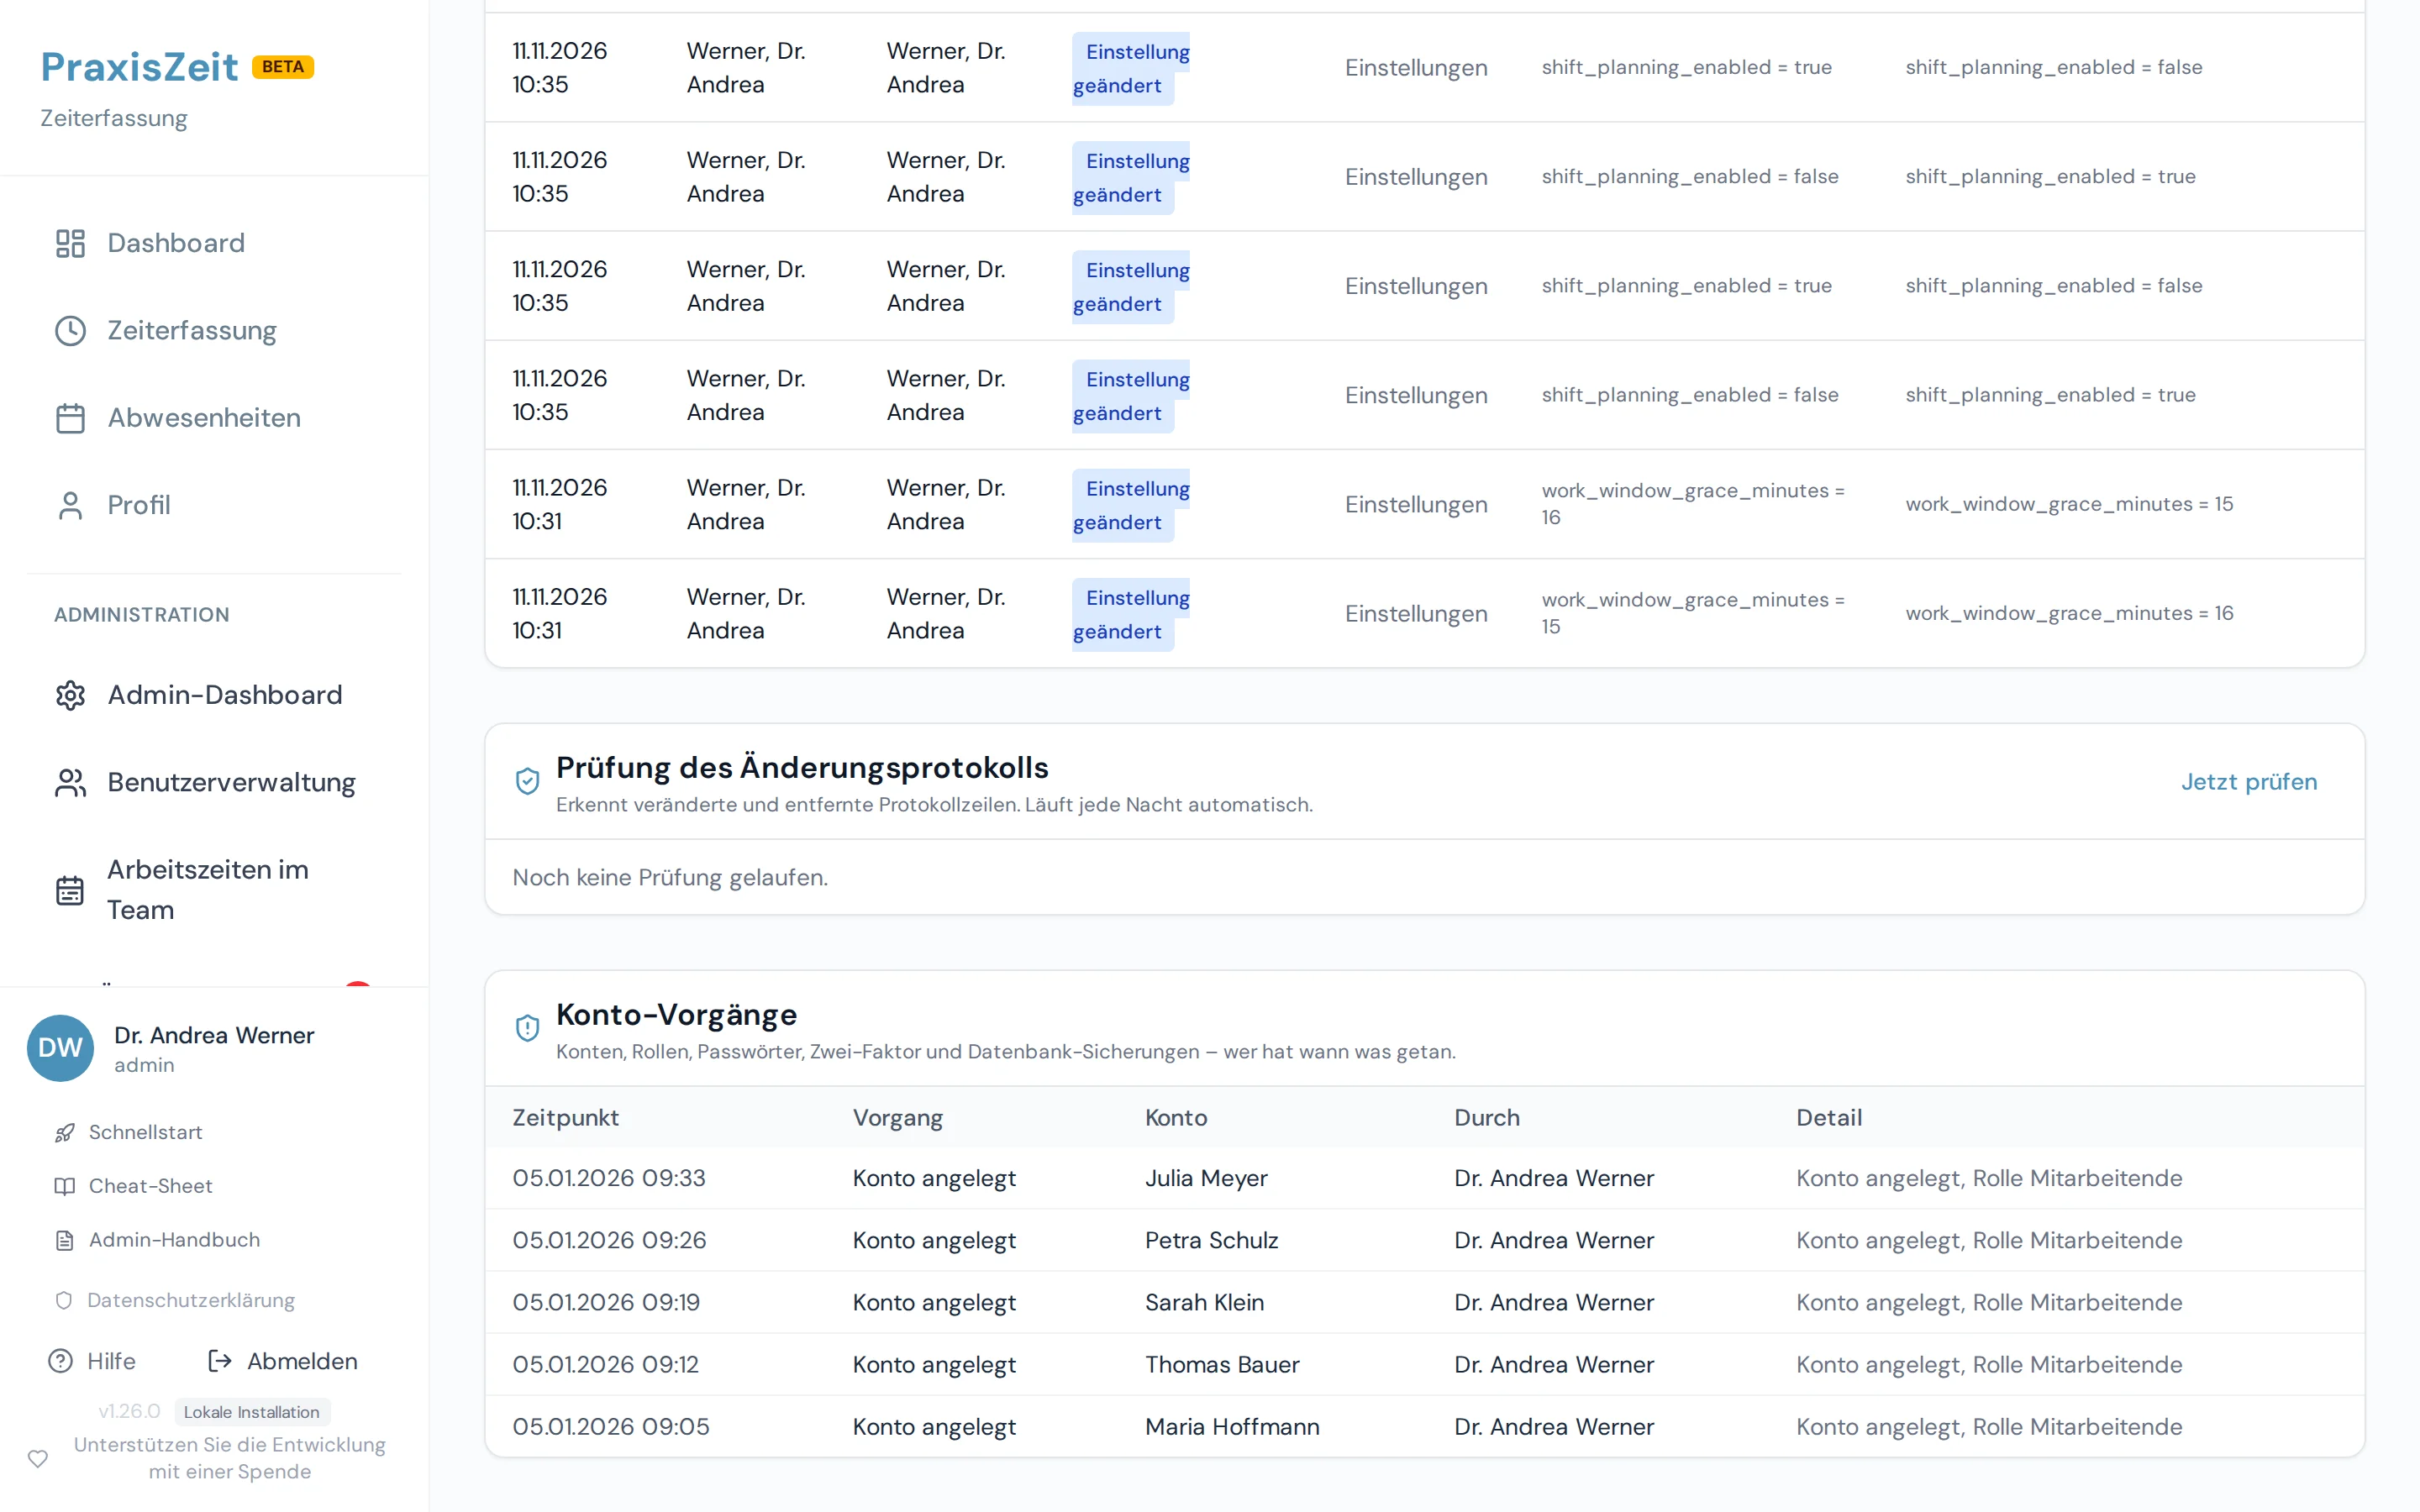 PraxisZeit BETA
Zeiterfassung
Dashboard
Zeiterfassung
Abwesenheiten
Profil
ADMINISTRATION
Admin-Dashboard
Benutzerverwaltung
Arbeitszeiten im
Team
DW
Dr. Andrea Werner
admin
Schnellstart
Cheat-Sheet
Admin-Handbuch
Datenschutzerklärung
Hilfe Abmelden
v1.26.0 Lokale Installation
Unterstützen Sie die Entwicklung
mit einer Spende
11.11.2026 Werner, Dr. Werner, Dr. Einstellung Einstellungen shift_planning_enabled = true shift_planning_enabled = false
10:35 Andrea Andrea geändert
11.11.2026 Werner, Dr. Werner, Dr. Einstellung Einstellungen shift_planning_enabled = false shift_planning_enabled = true
10:35 Andrea Andrea geändert
11.11.2026 Werner, Dr. Werner, Dr. Einstellung Einstellungen shift_planning_enabled = true shift_planning_enabled = false
10:35 Andrea Andrea geändert
11.11.2026 Werner, Dr. Werner, Dr. Einstellung Einstellungen shift_planning_enabled = false shift_planning_enabled = true
10:35 Andrea Andrea geändert
11.11.2026 Werner, Dr. Werner, Dr. Einstellung Einstellungen work_window_grace_minutes = work_window_grace_minutes = 15
10:31 Andrea Andrea geändert 16
11.11.2026 Werner, Dr. Werner, Dr. Einstellung Einstellungen work_window_grace_minutes = work_window_grace_minutes = 16
10:31 Andrea Andrea geändert 15
Prüfung des Änderungsprotokolls
Erkennt veränderte und entfernte Protokollzeilen. Läuft jede Nacht automatisch.
Jetzt prüfen
Noch keine Prüfung gelaufen.
Konto-Vorgänge
Konten, Rollen, Passwörter, Zwei-Faktor und Datenbank-Sicherungen – wer hat wann was getan.
Zeitpunkt Vorgang Konto Durch Detail
05.01.2026 09:33 Konto angelegt Julia Meyer Dr. Andrea Werner Konto angelegt, Rolle Mitarbeitende
05.01.2026 09:26 Konto angelegt Petra Schulz Dr. Andrea Werner Konto angelegt, Rolle Mitarbeitende
05.01.2026 09:19 Konto angelegt Sarah Klein Dr. Andrea Werner Konto angelegt, Rolle Mitarbeitende
05.01.2026 09:12 Konto angelegt Thomas Bauer Dr. Andrea Werner Konto angelegt, Rolle Mitarbeitende
05.01.2026 09:05 Konto angelegt Maria Hoffmann Dr. Andrea Werner Konto angelegt, Rolle Mitarbeitende